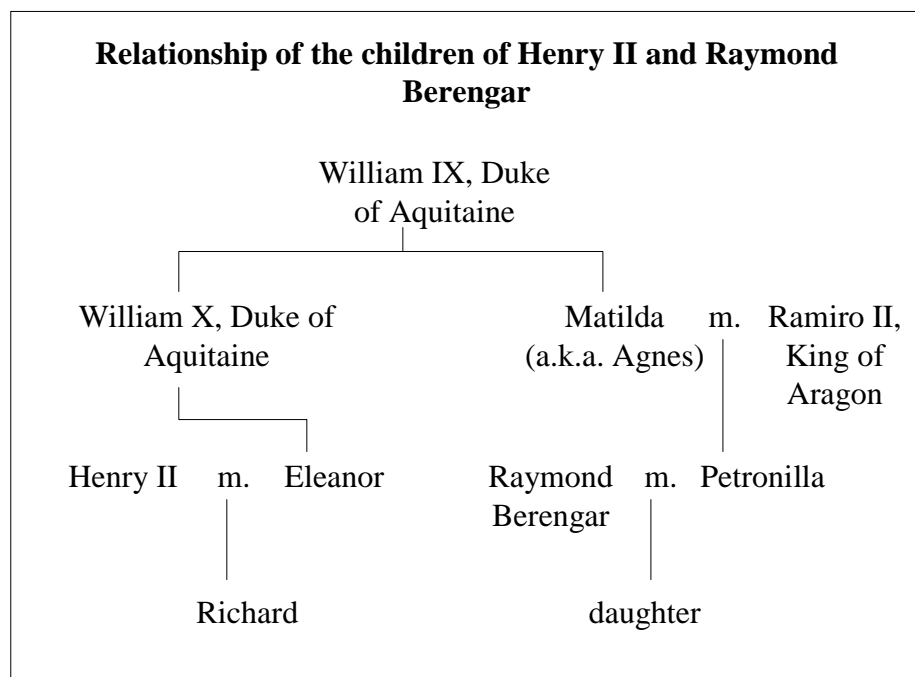 Relationship of the children of Henry II and Raymond
Berengar
William IX, Duke
of Aquitaine
William X, Duke of
Aquitaine
Matilda m. Ramiro II,
(a.k.a. Agnes) King of
Aragon
Henry II m. Eleanor
Raymond m. Petronilla
Berengar
Richard
daughter